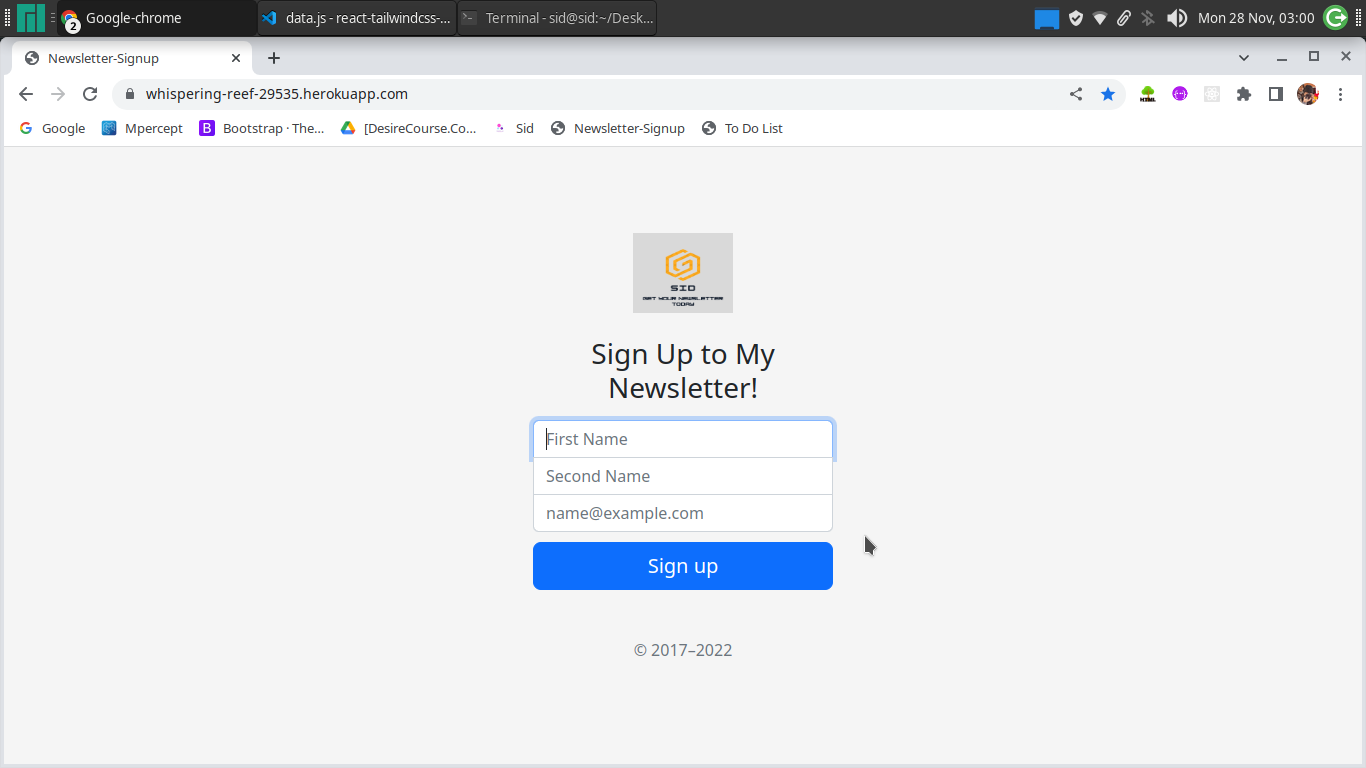 Google-chrome
2
data.js - react-tailwindcss-...
Terminal - sid@sid:~/Desk...
Mon 28 Nov, 03:00
Newsletter-Signup
whispering-reef-29535.herokuapp.com
HTML
Google
Mpercept
B
Bootstrap · The...
[DesireCourse.Co...
Sid
Newsletter-Signup
To Do List
SID
GET YOUR NEWSLETTER
TODAY
Sign Up to My
Newsletter!
First Name
Second Name
name@example.com
Sign up
© 2017–2022